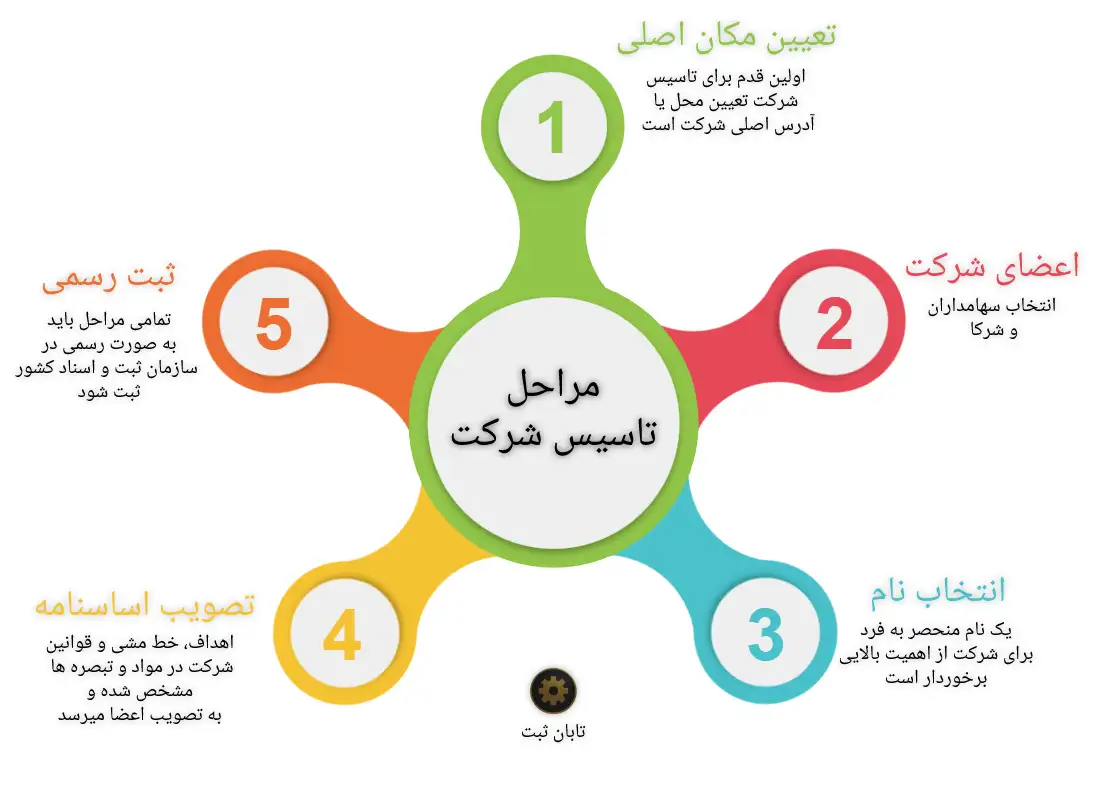 مراحل
تاسیس شرکت
1
تعیین مکان اصلی
اولین قدم برای تاسیس
شرکت تعیین محل یا
آدرس اصلی شرکت است
2
اعضای شرکت
انتخاب سهامداران
و شرکا
3
انتخاب نام
یک نام منحصر به فرد
برای شرکت از اهمیت بالایی
برخوردار است
4
تصویب اساسنامه
اهداف، خط مشی و قوانین
شرکت در مواد و تبصره ها
مشخص شده و
به تصویب اعضا میرسد
5
ثبت رسمی
تمامی مراحل باید
به صورت رسمی در
سازمان ثبت و اسناد کشور
ثبت شود
تابان ثبت